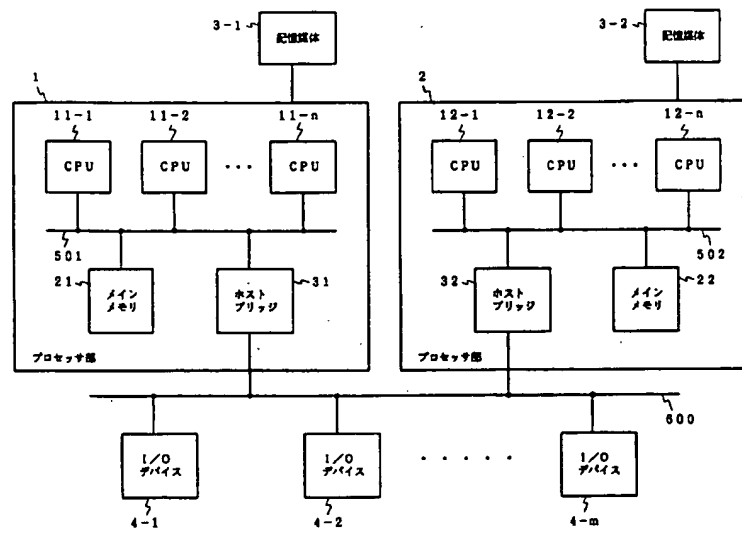 3-1
記憶媒体
3-2
記憶媒体
1
2
11-1
11-2
11-n
12-1
12-2
12-n
CPU
CPU
・・・
CPU
CPU
CPU
・・・
CPU
501
502
21
メイン
メモリ
ホスト
ブリッジ
31
32
ホスト
ブリッジ
メイン
メモリ
22
プロセッサ部
プロセッサ部
600
I/O
デバイス
I/O
デバイス
・・・・・
I/O
デバイス
4-1
4-2
4-m